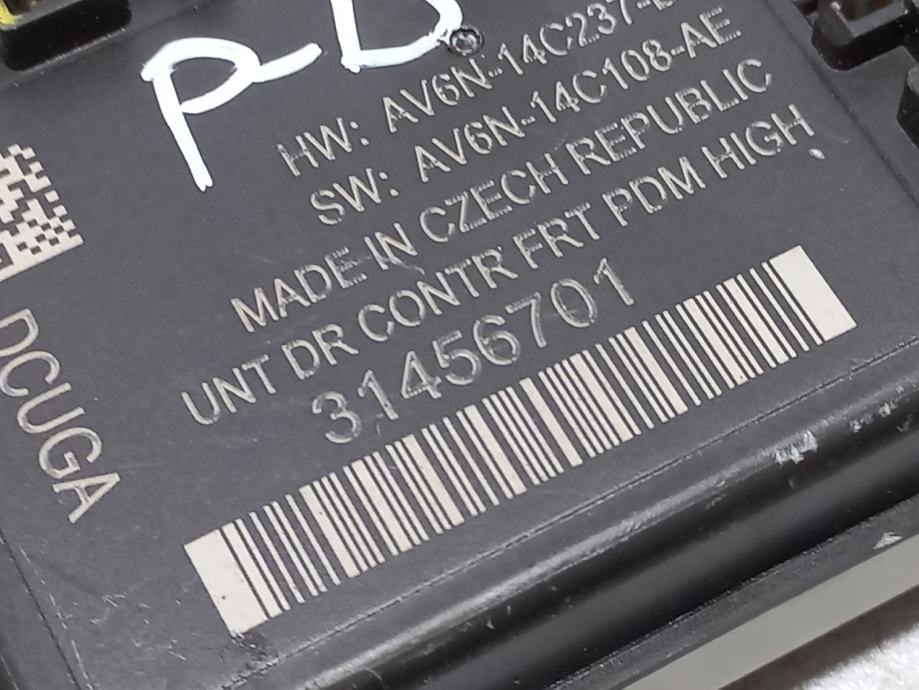 P-D
HW: AV6N-14C237-
SW: AV6N-14C108-AE
MADE IN CZECH REPUBLIC
UNT DR CONTR FRT PDM HIGH
31456701
DCUGA